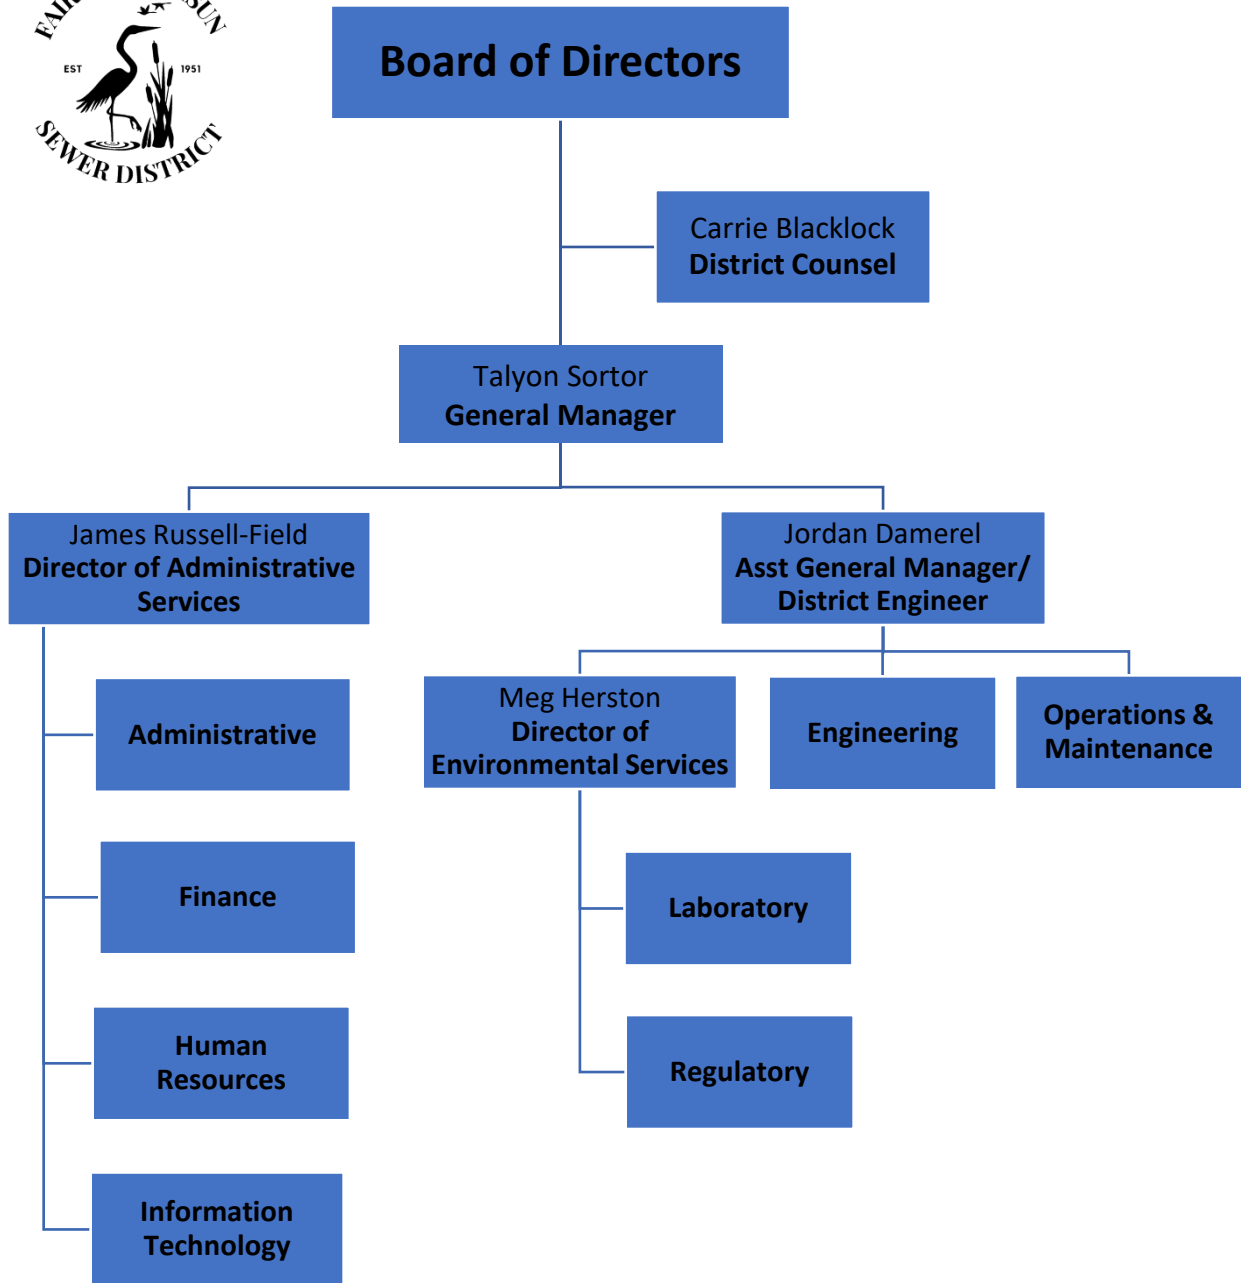 EST
1951
SEWER DISTRICT
Board of Directors
Carrie Blacklock
District Counsel
Talyon Sortor
General Manager
James Russell-Field
Director of Administrative
Services
Jordan Damerel
Asst General Manager/
District Engineer
Administrative
Finance
Human
Resources
Information
Technology
Meg Herston
Director of
Environmental Services
Engineering
Operations &
Maintenance
Laboratory
Regulatory